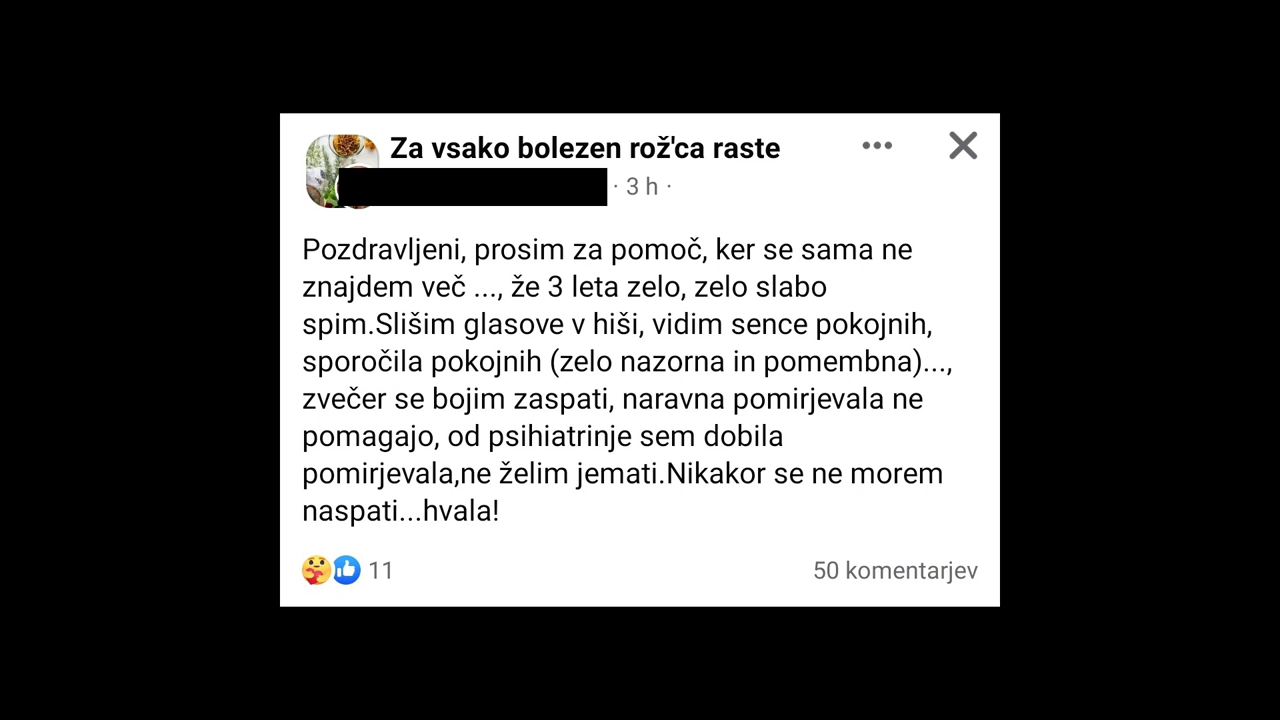 Za vsako bolezen rož'ca raste
· 3 h ·
Pozdravljeni, prosim za pomoč, ker se sama ne
znajdem več ..., že 3 leta zelo, zelo slabo
spim.Slišim glasove v hiši, vidim sence pokojnih,
sporočila pokojnih (zelo nazorna in pomembna)...,
zvečer se bojim zaspati, naravna pomirjevala ne
pomagajo, od psihiatrinje sem dobila
pomirjevala,ne želim jemati.Nikakor se ne morem
naspati...hvala!
11
50 komentarjev